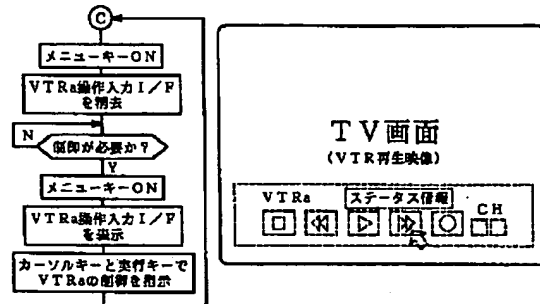 C
メニューキーON
VTRa操作入力I/F
を消去
N
制御が必要か?
Y
メニューキーON
VTRa操作入力I/F
を表示
カーソルキーと実行キーで
VTRaの制御を指示
TV画面
(VTR再生映像)
VTRa
ステータス情報
CH